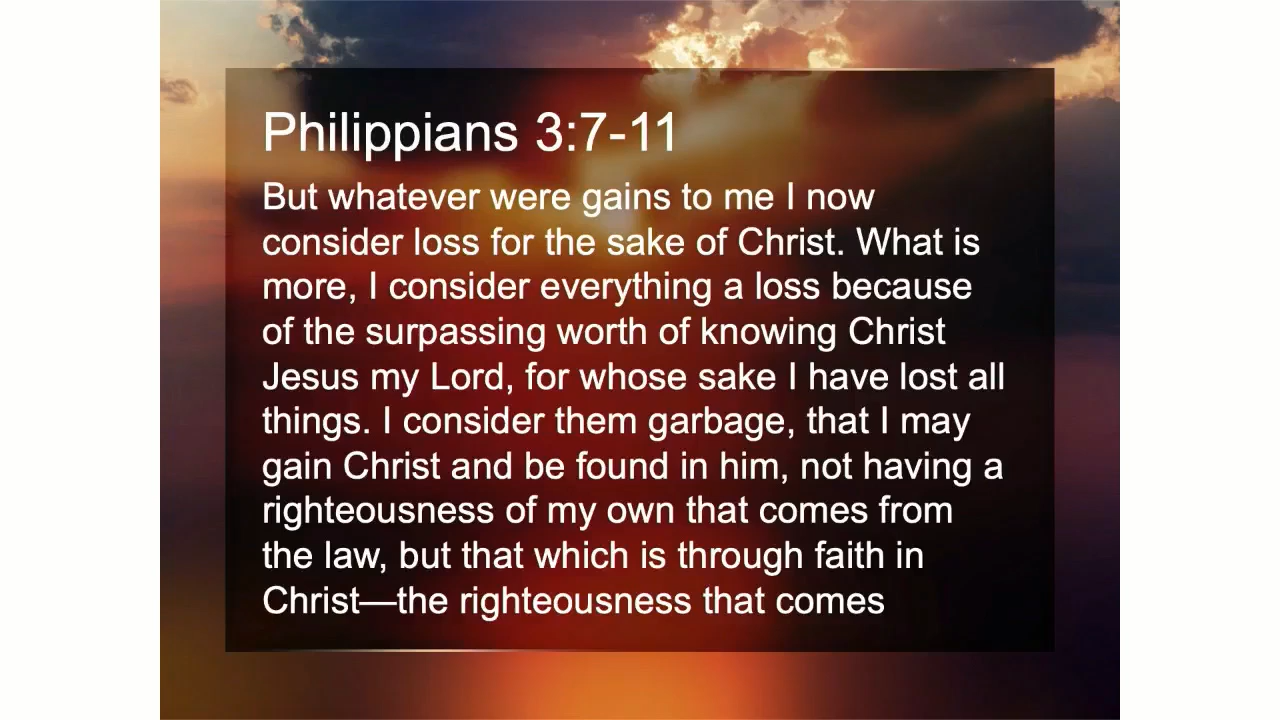 Philippians 3:7-11
But whatever were gains to me I now
consider loss for the sake of Christ. What is
more, I consider everything a loss because
of the surpassing worth of knowing Christ
Jesus my Lord, for whose sake I have lost all
things. I consider them garbage, that I may
gain Christ and be found in him, not having a
righteousness of my own that comes from
the law, but that which is through faith in
Christ—the righteousness that comes